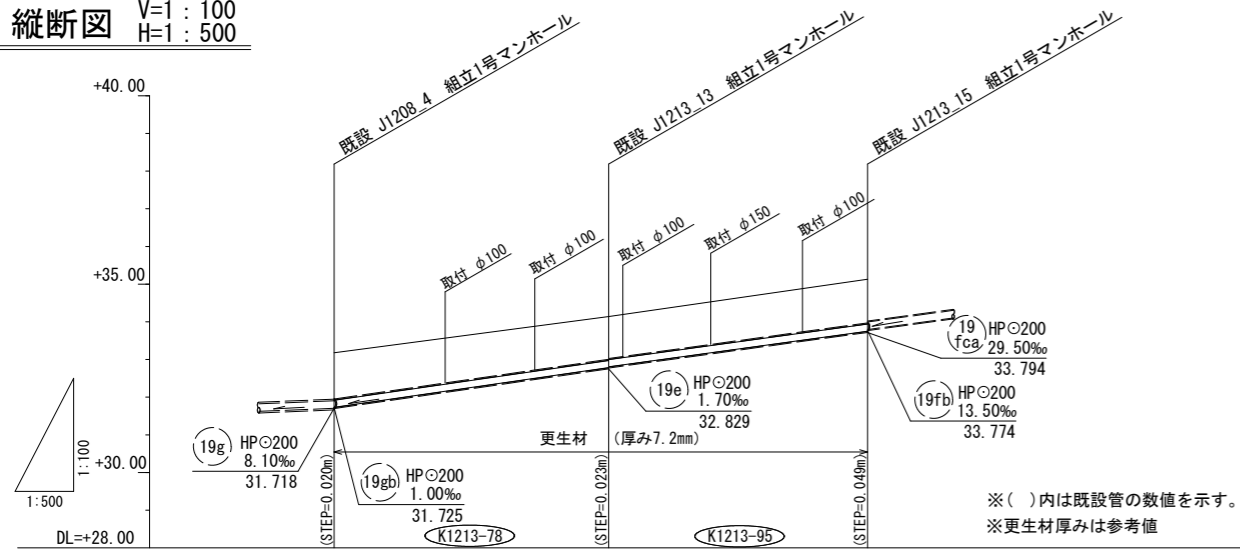 縦断図 V=1 : 100
H=1 : 500
+40.00
+35.00
+30.00
DL=+28.00
1:100
1:500
既設 J1208_4 組立1号マンホール
既設 J1213_13 組立1号マンホール
既設 J1213_15 組立1号マンホール
取付 φ100
取付 φ100
取付 φ100
取付 φ150
取付 φ100
19g HP⊙200
8.10‰
31.718
19gb HP⊙200
1.00‰
31.725
19e HP⊙200
1.70‰
32.829
19
fca HP⊙200
29.50‰
33.794
19fb HP⊙200
13.50‰
33.774
更生材 (厚み7.2mm)
(STEP=0.020m)
(STEP=0.023m)
(STEP=0.049m)
K1213-78
K1213-95
※( )内は既設管の数値を示す。
※更生材厚みは参考値